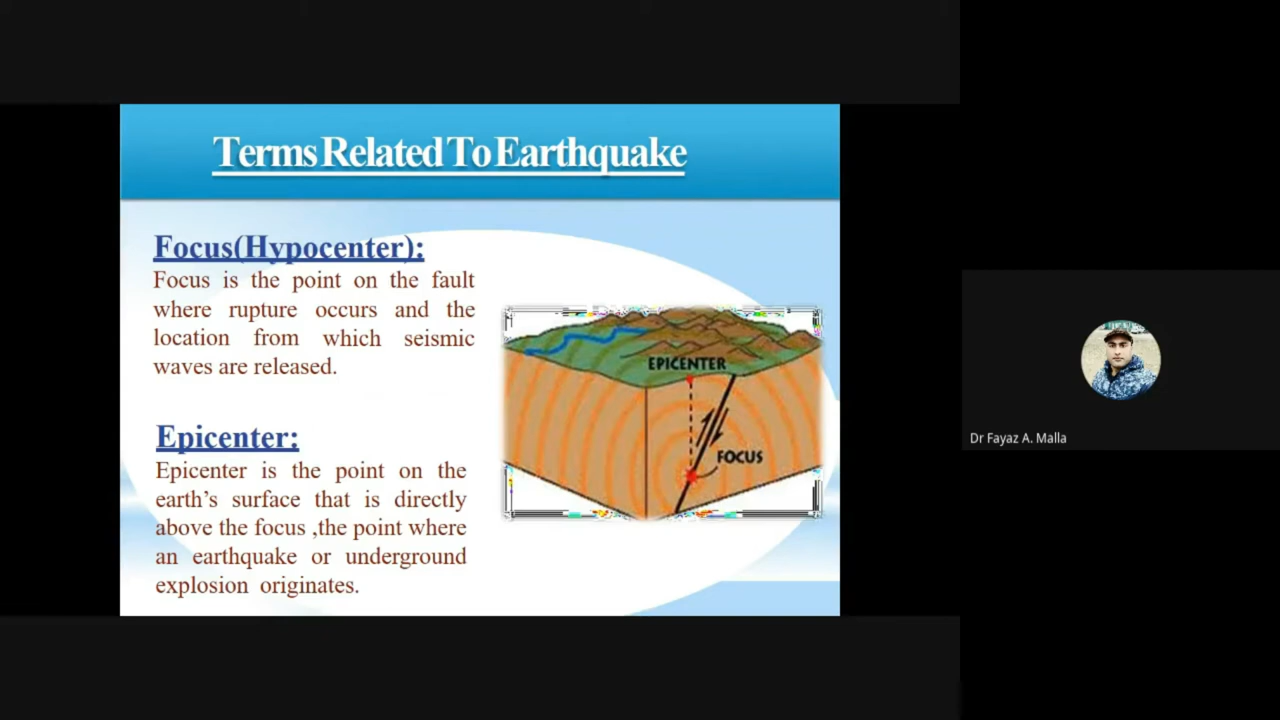 Terms Related To Earthquake
Focus(Hypocenter):
Focus is the point on the fault
where rupture occurs and the
location from which seismic
waves are released.
Epicenter:
Epicenter is the point on the
earth's surface that is directly
above the focus ,the point where
an earthquake or underground
explosion originates.
EPICENTER
FOCUS
Dr Fayaz A. Malla